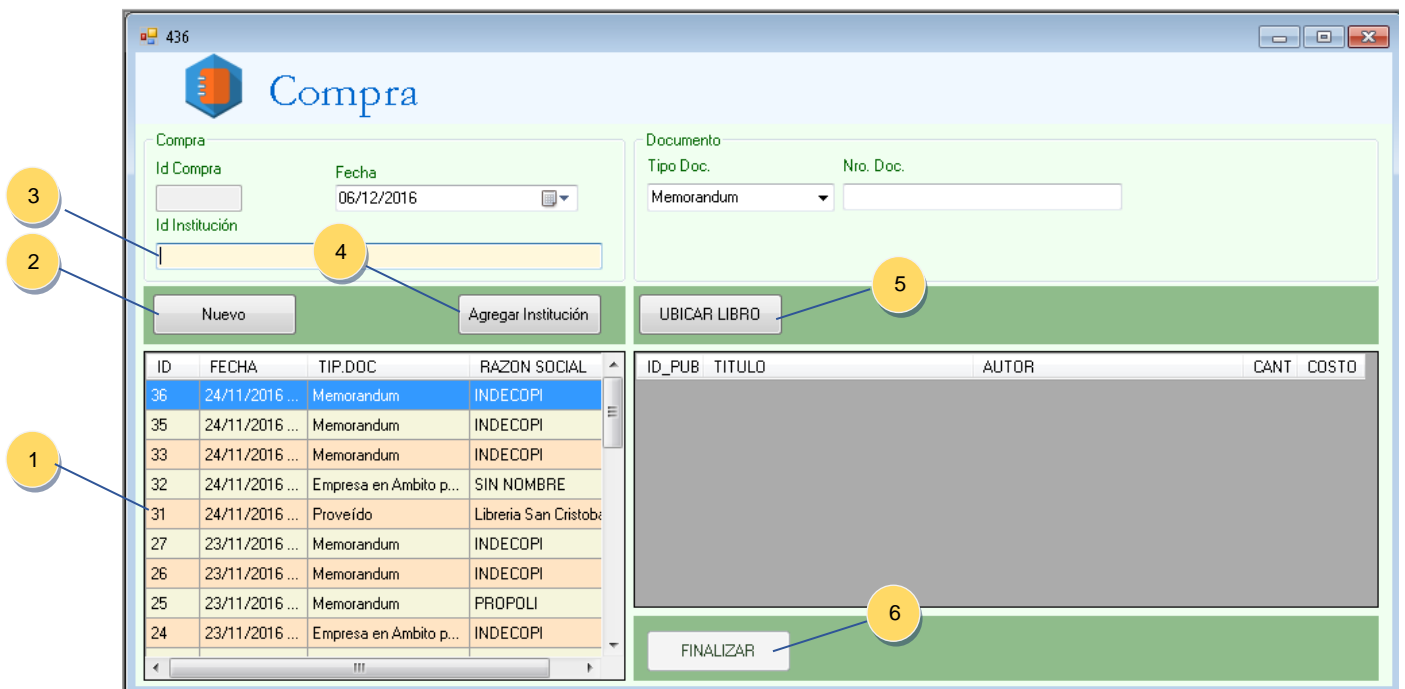 436
Compra
Compra
Id Compra
Fecha
06/12/2016
Id Institución
Documento
Tipo Doc.
Nro. Doc.
Memorandum
3
2
4
5
1
6
Nuevo
Agregar Institución
UBICAR LIBRO
ID FECHA TIP.DOC RAZON SOCIAL
36 24/11/2016 ... Memorandum INDECOPI
35 24/11/2016 ... Memorandum INDECOPI
33 24/11/2016 ... Memorandum INDECOPI
32 24/11/2016 ... Empresa en Ambito p... SIN NOMBRE
31 24/11/2016 ... Proveído Libreria San Cristoba
27 23/11/2016 ... Memorandum INDECOPI
26 23/11/2016 ... Memorandum INDECOPI
25 23/11/2016 ... Memorandum PROPOLI
24 23/11/2016 ... Empresa en Ambito p... INDECOPI
ID_PUB TITULO AUTOR CANT COSTO
FINALIZAR